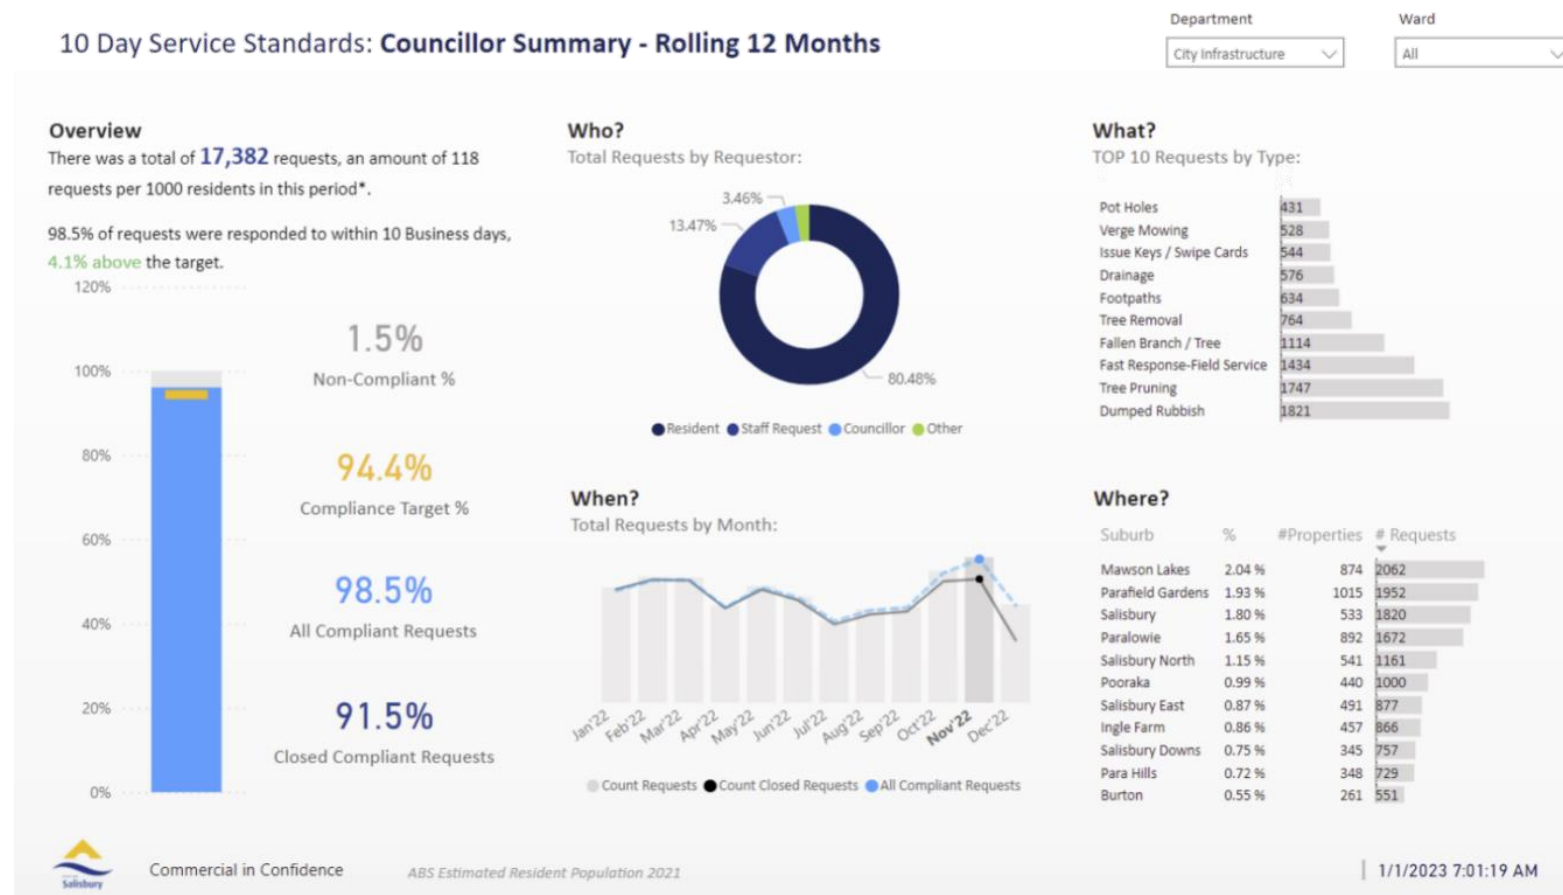 10 Day Service Standards: Councillor Summary - Rolling 12 Months
Department
City Infrastructure
Ward
All
Overview
There was a total of 17,382 requests, an amount of 118
requests per 1000 residents in this period*.
98.5% of requests were responded to within 10 Business days,
4.1% above the target.
120%
100%
80%
60%
40%
20%
0%
1.5%
Non-Compliant %
94.4%
Compliance Target %
98.5%
All Compliant Requests
91.5%
Closed Compliant Requests
Who?
Total Requests by Requestor:
3.46%
13.47%
80.48%
Resident Staff Request Councillor Other
When?
Total Requests by Month:
Jan'22 Feb'22 Mar'22 Apr'22 May'22 Jun'22 Jul'22 Aug'22 Sep'22 Oct'22 Nov'22 Dec'22
Count Requests Count Closed Requests All Compliant Requests
What?
TOP 10 Requests by Type:
Pot Holes 431
Verge Mowing 528
Issue Keys / Swipe Cards 544
Drainage 576
Footpaths 634
Tree Removal 764
Fallen Branch / Tree 1114
Fast Response-Field Service 1434
Tree Pruning 1747
Dumped Rubbish 1821
Where?
Suburb % #Properties # Requests
Mawson Lakes 2.04 % 874 2062
Parafield Gardens 1.93 % 1015 1952
Salisbury 1.80 % 533 1820
Paralowie 1.65 % 892 1672
Salisbury North 1.15 % 541 1161
Pooraka 0.99 % 440 1000
Salisbury East 0.87 % 491 877
Ingle Farm 0.86 % 457 866
Salisbury Downs 0.75 % 345 757
Para Hills 0.72 % 348 729
Burton 0.55 % 261 551
Salisbury
Commercial in Confidence
ABS Estimated Resident Population 2021
1/1/2023 7:01:19 AM